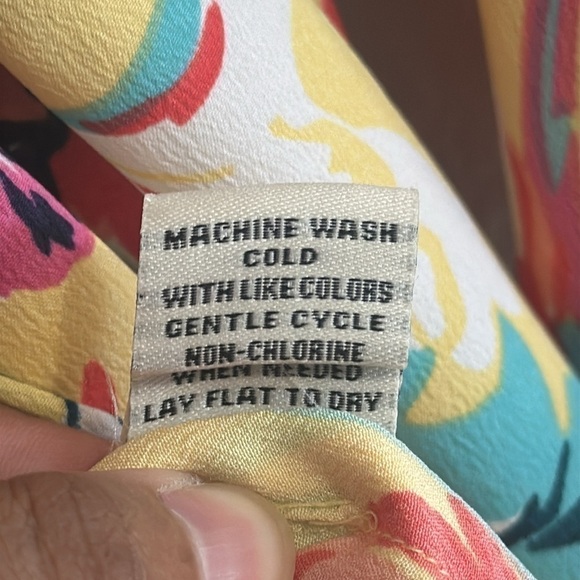 MACHINE WASH
COLD
WITH LIKE COLORS
GENTLE CYCLE
NON-CHLORINE
WHEN NEEDED
LAY FLAT TO DRY